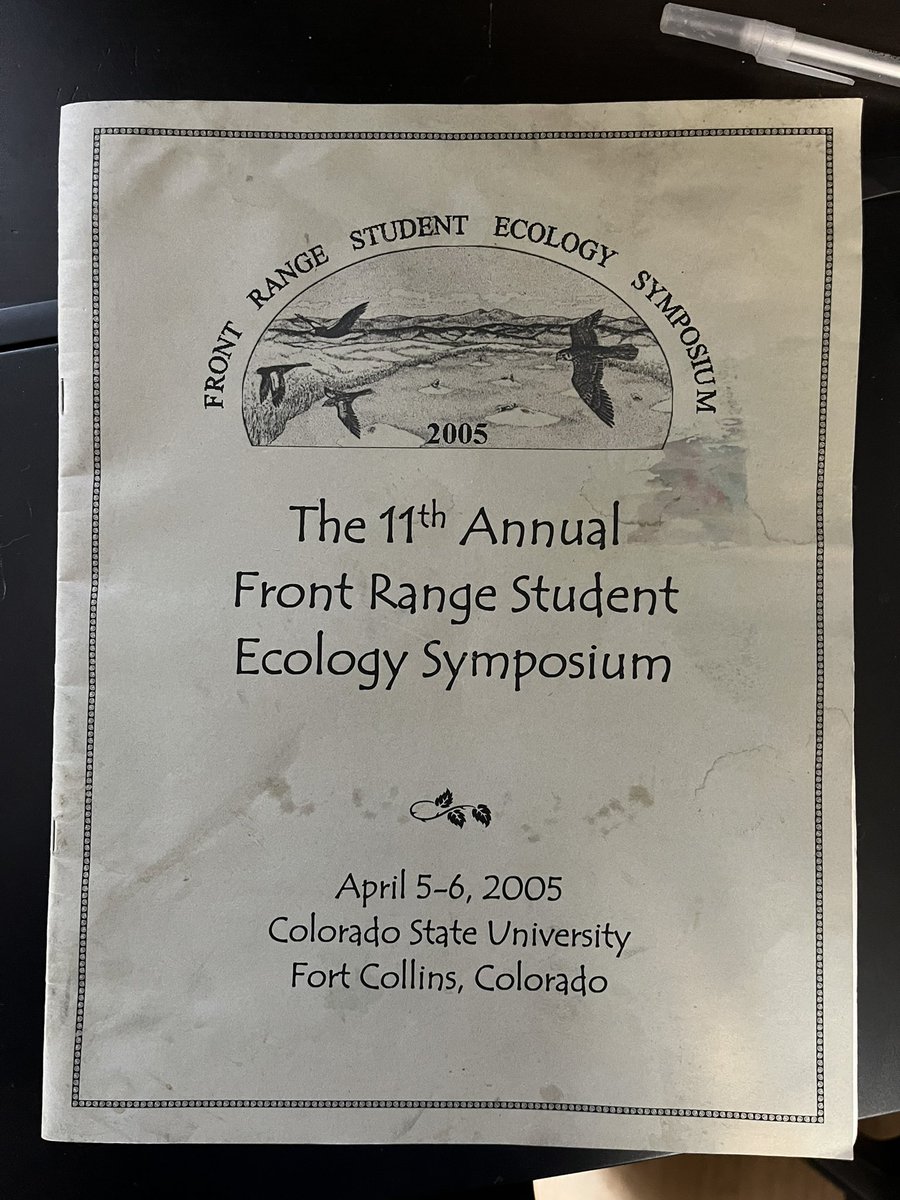 FRONT RANGE STUDENT ECOLOGY SYMPOSIUM
2005
The 11th Annual
Front Range Student
Ecology Symposium
April 5-6, 2005
Colorado State University
Fort Collins, Colorado